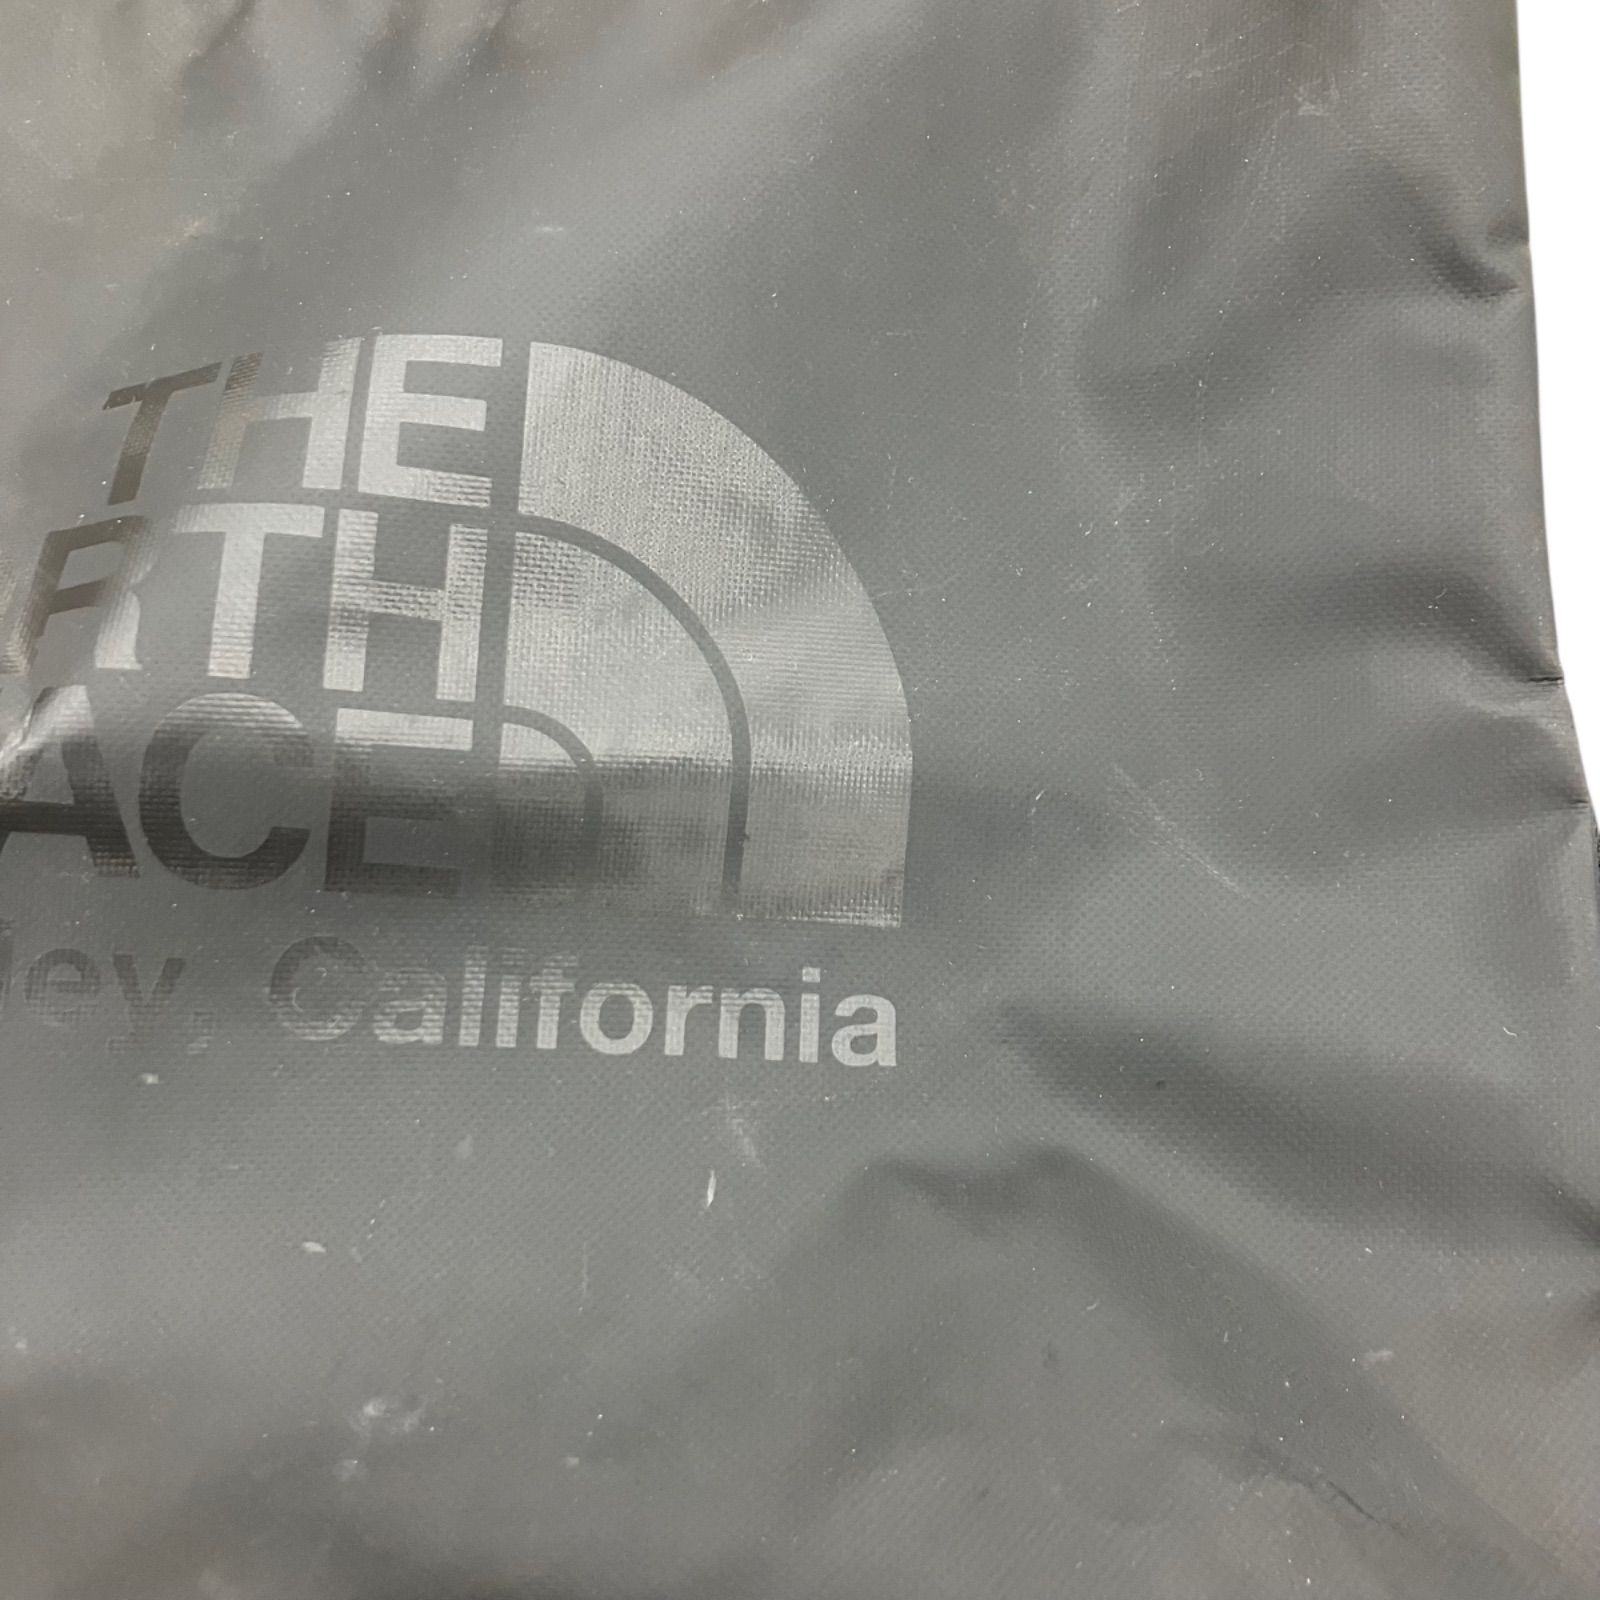 THE
RTH
ACE
ley, California